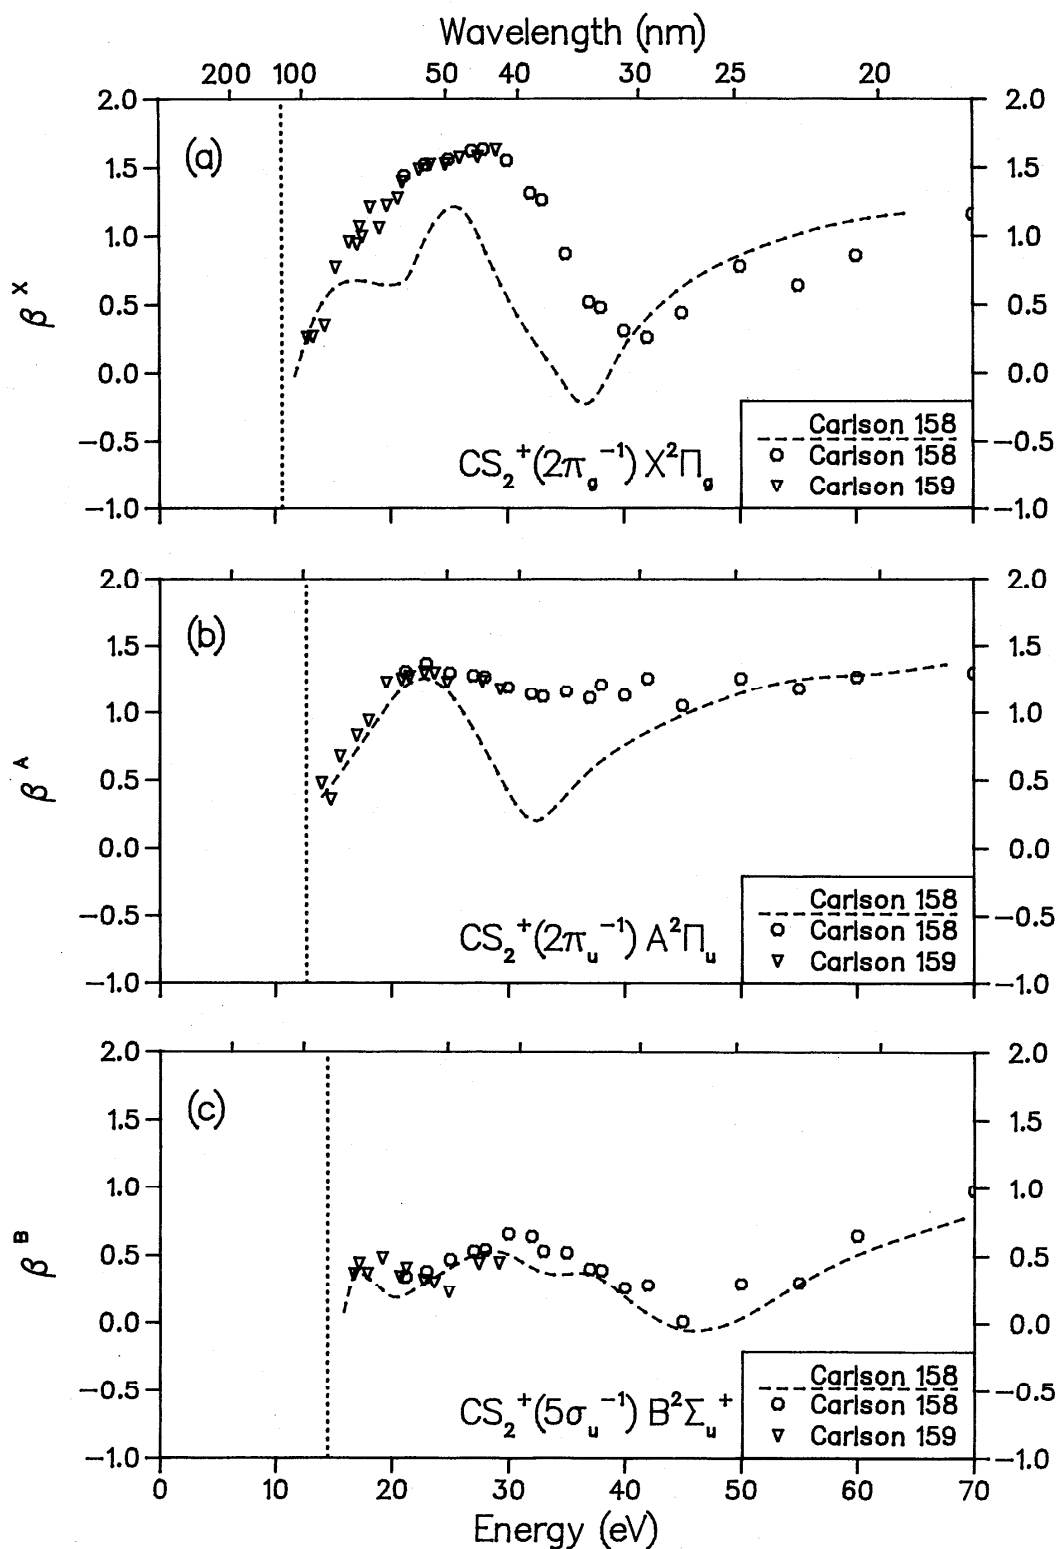 Wavelength (nm)
200 100 50 40 30 25 20
2.0 2.0
(a)
1.5 1.5
1.0 1.0
β^X
0.5 0.5
0.0 0.0
Carlson 158
−0.5 −0.5
CS₂⁺(2π_g⁻¹) X²Π_g
Carlson 158
Carlson 159
−1.0 −1.0
2.0 2.0
(b)
1.5 1.5
1.0 1.0
β^A
0.5 0.5
0.0 0.0
Carlson 158
−0.5 −0.5
CS₂⁺(2π_u⁻¹) A²Π_u
Carlson 158
Carlson 159
−1.0 −1.0
2.0 2.0
(c)
1.5 1.5
1.0 1.0
β^B
0.5 0.5
0.0 0.0
Carlson 158
−0.5 −0.5
CS₂⁺(5σ_u⁻¹) B²Σ_u⁺
Carlson 158
Carlson 159
−1.0 −1.0
0 10 20 30 40 50 60 70
Energy (eV)